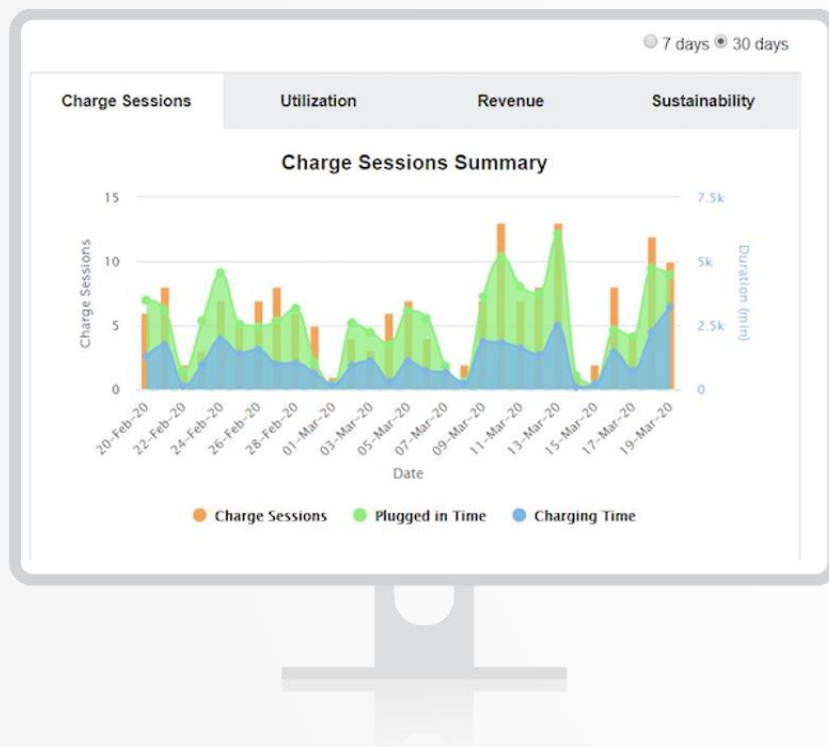 7 days 30 days
Charge Sessions Utilization Revenue Sustainability
Charge Sessions Summary
15 7.5k
10 5k
5 2.5k
0 0
Charge Sessions
Duration (min)
20-Feb-20 22-Feb-20 24-Feb-20 26-Feb-20 28-Feb-20 01-Mar-20 03-Mar-20 05-Mar-20 07-Mar-20 09-Mar-20 11-Mar-20 13-Mar-20 15-Mar-20 17-Mar-20 19-Mar-20
Date
Charge Sessions Plugged in Time Charging Time